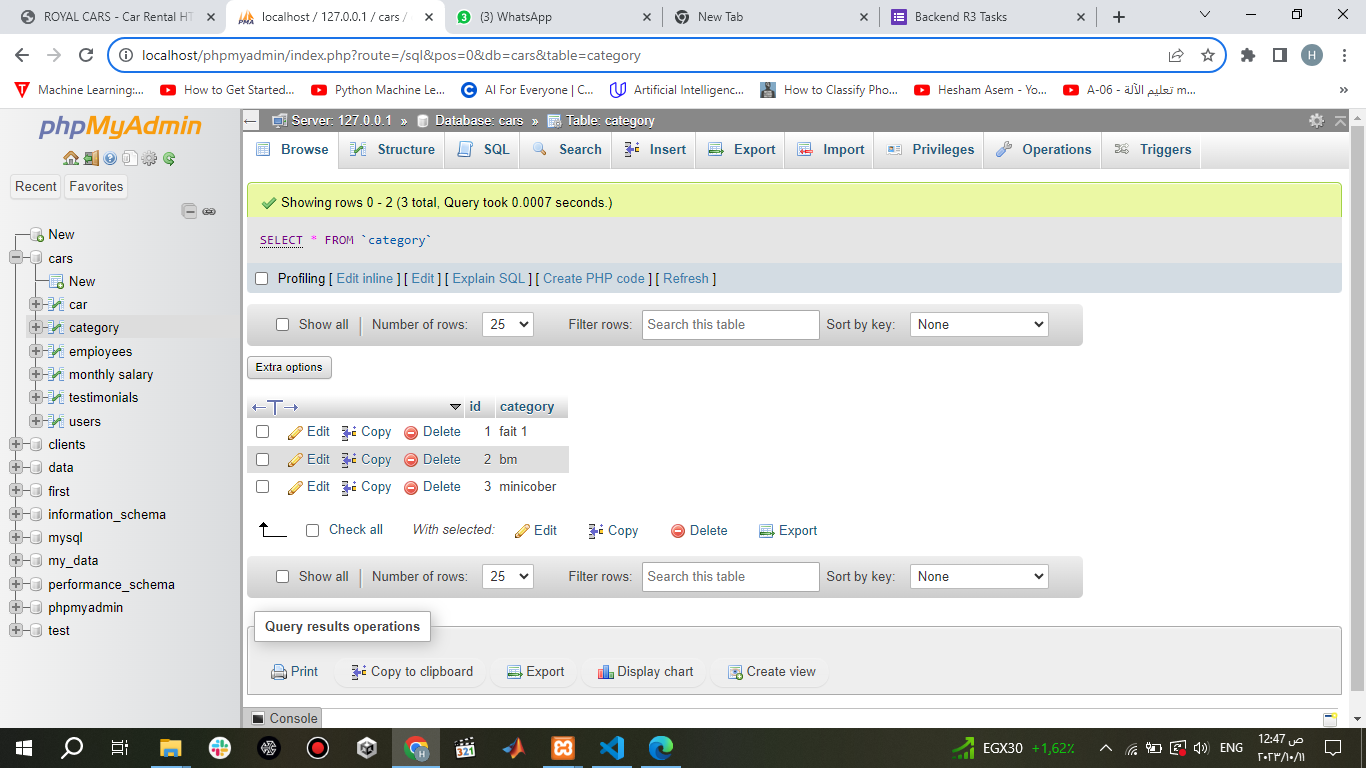 ROYAL CARS - Car Rental HT
localhost / 127.0.0.1 / cars /
(3) WhatsApp
New Tab
Backend R3 Tasks
localhost/phpmyadmin/index.php?route=/sql&pos=0&db=cars&table=category
H
Machine Learning:...
How to Get Started...
Python Machine Le...
AI For Everyone | C...
Artificial Intelligenc...
How to Classify Pho...
Hesham Asem - Yo...
A-06 - تعليم الآلة m...
phpMyAdmin
Recent
Favorites
New
cars
New
car
category
employees
monthly salary
testimonials
users
clients
data
first
information_schema
mysql
my_data
performance_schema
phpmyadmin
test
Server: 127.0.0.1 » Database: cars » Table: category
Browse
Structure
SQL
Search
Insert
Export
Import
Privileges
Operations
Triggers
Showing rows 0 - 2 (3 total, Query took 0.0007 seconds.)
SELECT * FROM `category`
Profiling [ Edit inline ] [ Edit ] [ Explain SQL ] [ Create PHP code ] [ Refresh ]
Show all | Number of rows: 25 Filter rows: Search this table Sort by key: None
Extra options
id category
Edit Copy Delete 1 fait 1
Edit Copy Delete 2 bm
Edit Copy Delete 3 minicober
Check all With selected: Edit Copy Delete Export
Show all | Number of rows: 25 Filter rows: Search this table Sort by key: None
Query results operations
Print
Copy to clipboard
Export
Display chart
Create view
Console
EGX30 +1,62%
ENG
12:47 ص
٢٠٢٣/١٠/١١